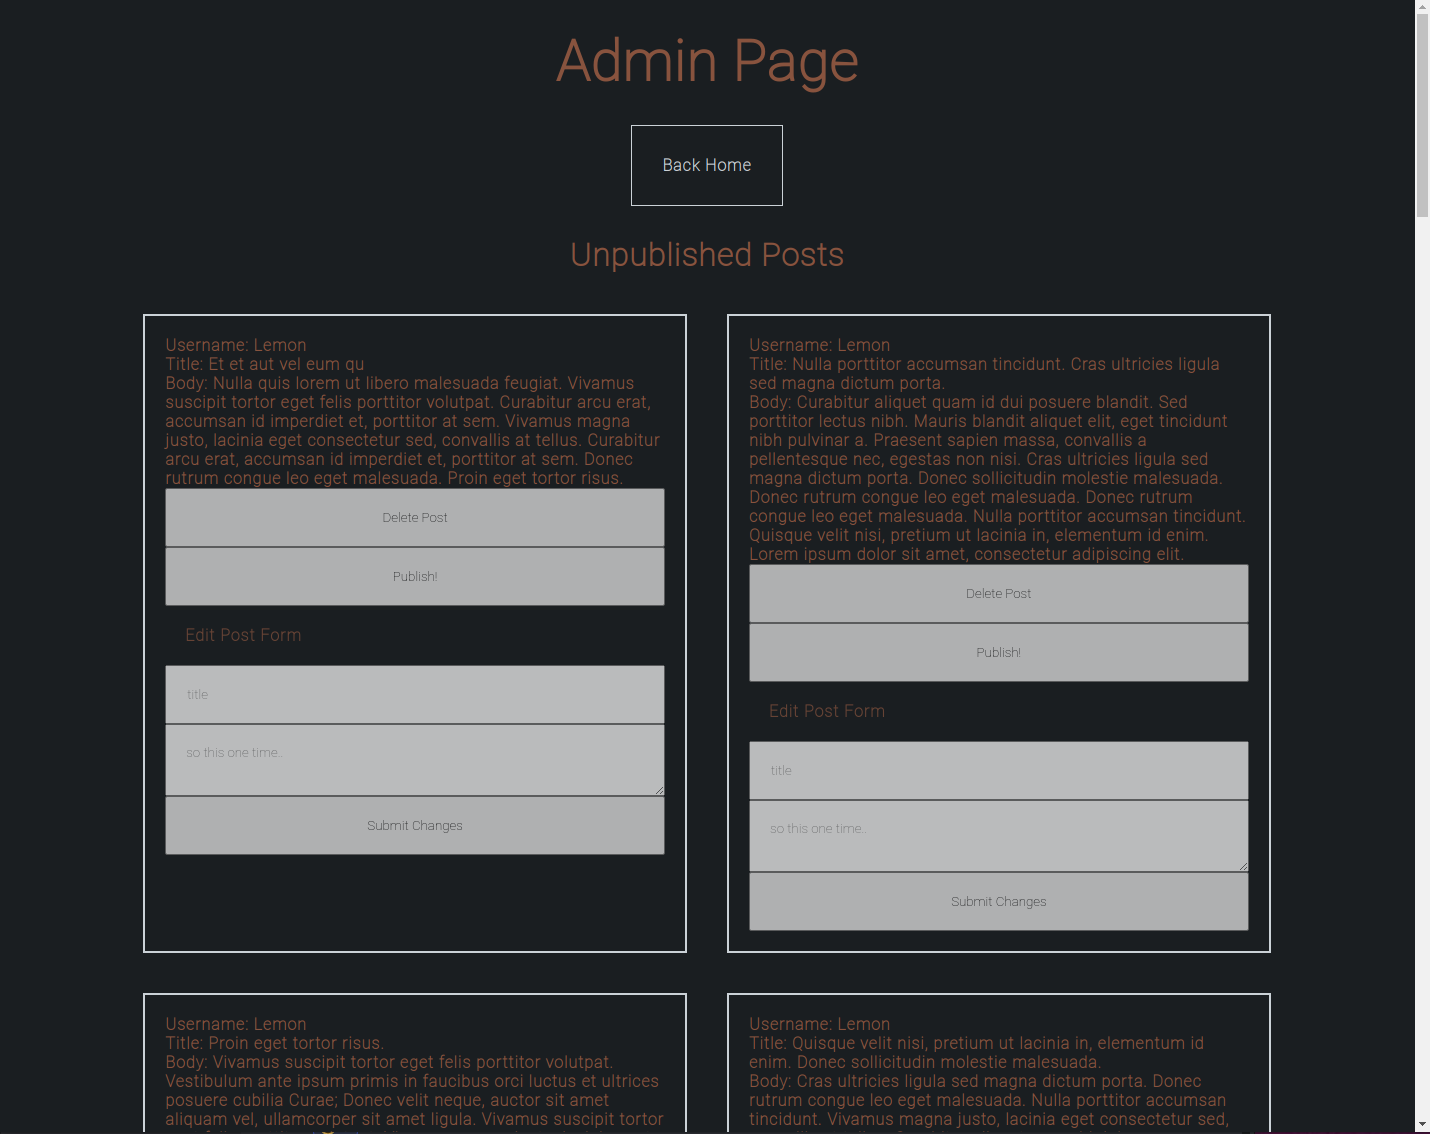 Admin Page
Back Home
Unpublished Posts
Username: Lemon
Title: Et et aut vel eum qu
Body: Nulla quis lorem ut libero malesuada feugiat. Vivamus
suscipit tortor eget felis porttitor volutpat. Curabitur arcu erat,
accumsan id imperdiet et, porttitor at sem. Vivamus magna
justo, lacinia eget consectetur sed, convallis at tellus. Curabitur
arcu erat, accumsan id imperdiet et, porttitor at sem. Donec
rutrum congue leo eget malesuada. Proin eget tortor risus.
Delete Post
Publish!
Edit Post Form
title
so this one time...
Submit Changes
Username: Lemon
Title: Nulla porttitor accumsan tincidunt. Cras ultricies ligula
sed magna dictum porta.
Body: Curabitur aliquet quam id dui posuere blandit. Sed
porttitor lectus nibh. Mauris blandit aliquet elit, eget tincidunt
nibh pulvinar a. Praesent sapien massa, convallis a
pellentesque nec, egestas non nisi. Cras ultricies ligula sed
magna dictum porta. Donec sollicitudin molestie malesuada.
Donec rutrum congue leo eget malesuada. Donec rutrum
congue leo eget malesuada. Nulla porttitor accumsan tincidunt.
Quisque velit nisi, pretium ut lacinia in, elementum id enim.
Lorem ipsum dolor sit amet, consectetur adipiscing elit.
Delete Post
Publish!
Edit Post Form
title
so this one time...
Submit Changes
Username: Lemon
Title: Proin eget tortor risus.
Body: Vivamus suscipit tortor eget felis porttitor volutpat.
Vestibulum ante ipsum primis in faucibus orci luctus et ultrices
posuere cubilia Curae; Donec velit neque, auctor sit amet
aliquam vel, ullamcorper sit amet ligula. Vivamus suscipit tortor
Username: Lemon
Title: Quisque velit nisi, pretium ut lacinia in, elementum id
enim. Donec sollicitudin molestie malesuada.
Body: Cras ultricies ligula sed magna dictum porta. Donec
rutrum congue leo eget malesuada. Nulla porttitor accumsan
tincidunt. Vivamus magna justo, lacinia eget consectetur sed,